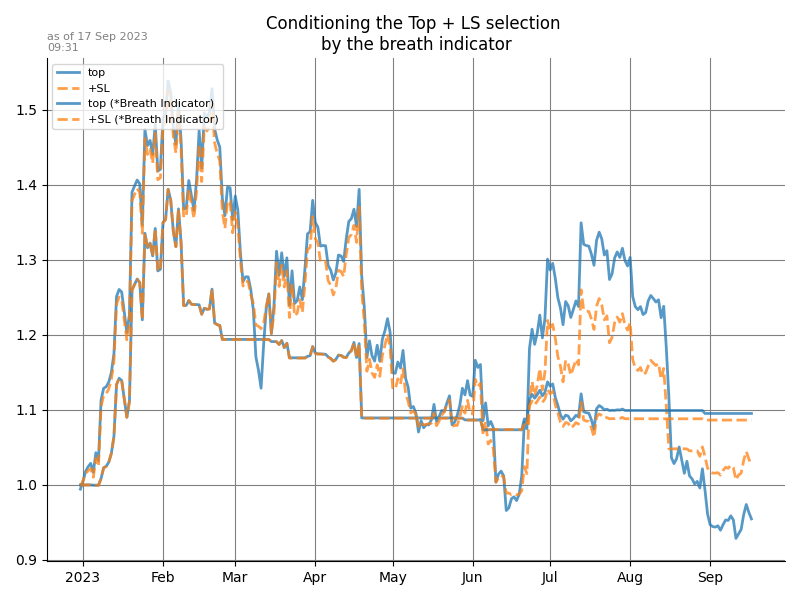 Conditioning the Top + LS selection
by the breath indicator
as of 17 Sep 2023
09:31
top
+SL
top (*Breath Indicator)
+SL (*Breath Indicator)
1.5
1.4
1.3
1.2
1.1
1.0
0.9
2023 Feb Mar Apr May Jun Jul Aug Sep